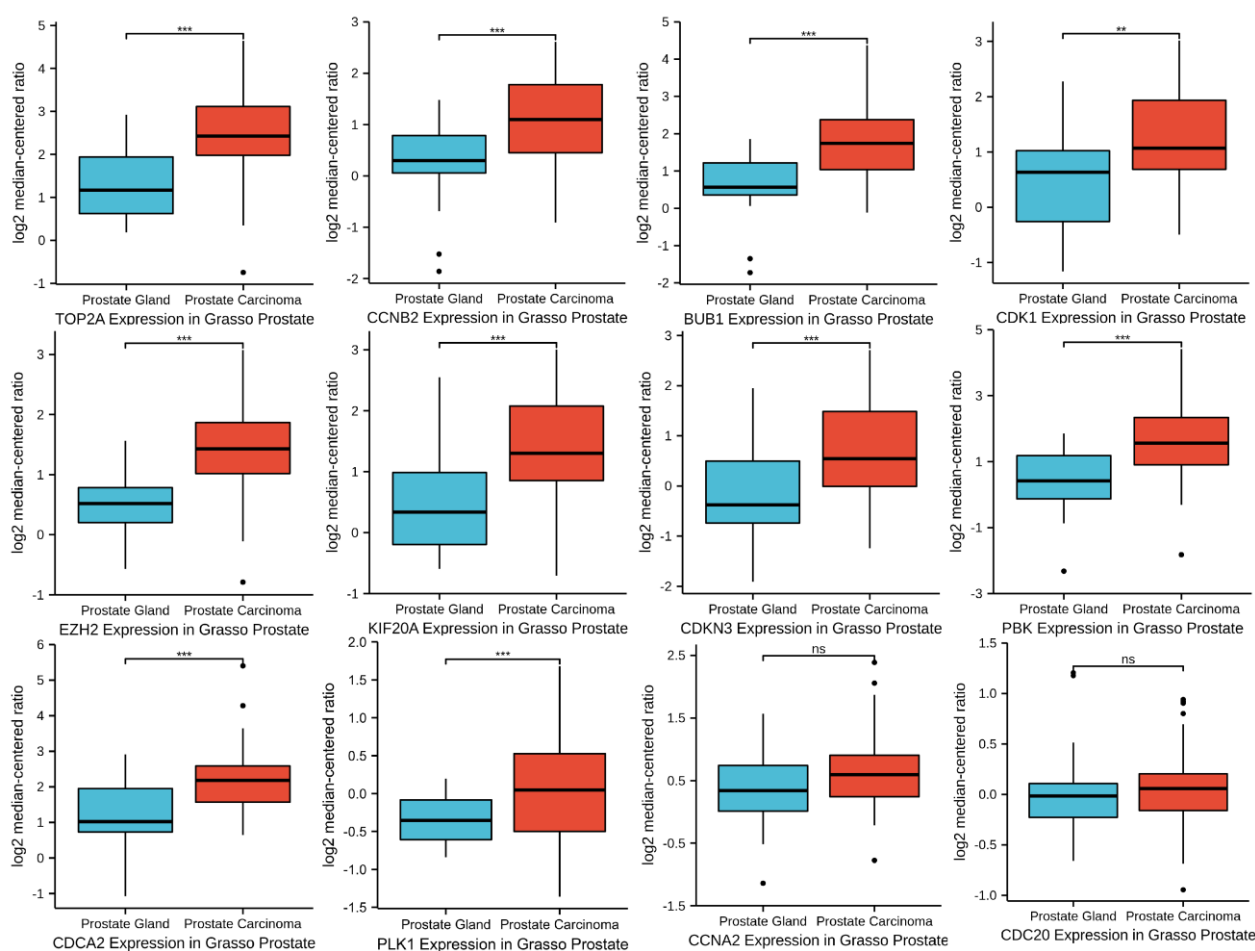 5
4
3
2
1
0
-1
log2 median-centered ratio
***
Prostate Gland Prostate Carcinoma
TOP2A Expression in Grasso Prostate
3
2
1
0
-1
-2
log2 median-centered ratio
***
Prostate Gland Prostate Carcinoma
CCNB2 Expression in Grasso Prostate
5
4
3
2
1
0
-1
-2
log2 median-centered ratio
***
Prostate Gland Prostate Carcinoma
BUB1 Expression in Grasso Prostate
3
2
1
0
-1
log2 median-centered ratio
**
Prostate Gland Prostate Carcinoma
CDK1 Expression in Grasso Prostate
3
2
1
0
-1
log2 median-centered ratio
***
Prostate Gland Prostate Carcinoma
EZH2 Expression in Grasso Prostate
3
2
1
0
-1
log2 median-centered ratio
***
Prostate Gland Prostate Carcinoma
KIF20A Expression in Grasso Prostate
3
2
1
0
-1
-2
log2 median-centered ratio
***
Prostate Gland Prostate Carcinoma
CDKN3 Expression in Grasso Prostate
5
3
1
-1
-3
log2 median-centered ratio
***
Prostate Gland Prostate Carcinoma
PBK Expression in Grasso Prostate
6
5
4
3
2
1
0
-1
log2 median-centered ratio
***
Prostate Gland Prostate Carcinoma
CDCA2 Expression in Grasso Prostate
2.0
1.5
1.0
0.5
0.0
-0.5
-1.0
-1.5
log2 median-centered ratio
***
Prostate Gland Prostate Carcinoma
PLK1 Expression in Grasso Prostate
2.5
1.5
0.5
-0.5
-1.5
log2 median-centered ratio
ns
Prostate Gland Prostate Carcinoma
CCNA2 Expression in Grasso Prostate
1.5
1.0
0.5
0.0
-0.5
-1.0
log2 median-centered ratio
ns
Prostate Gland Prostate Carcinoma
CDC20 Expression in Grasso Prostate